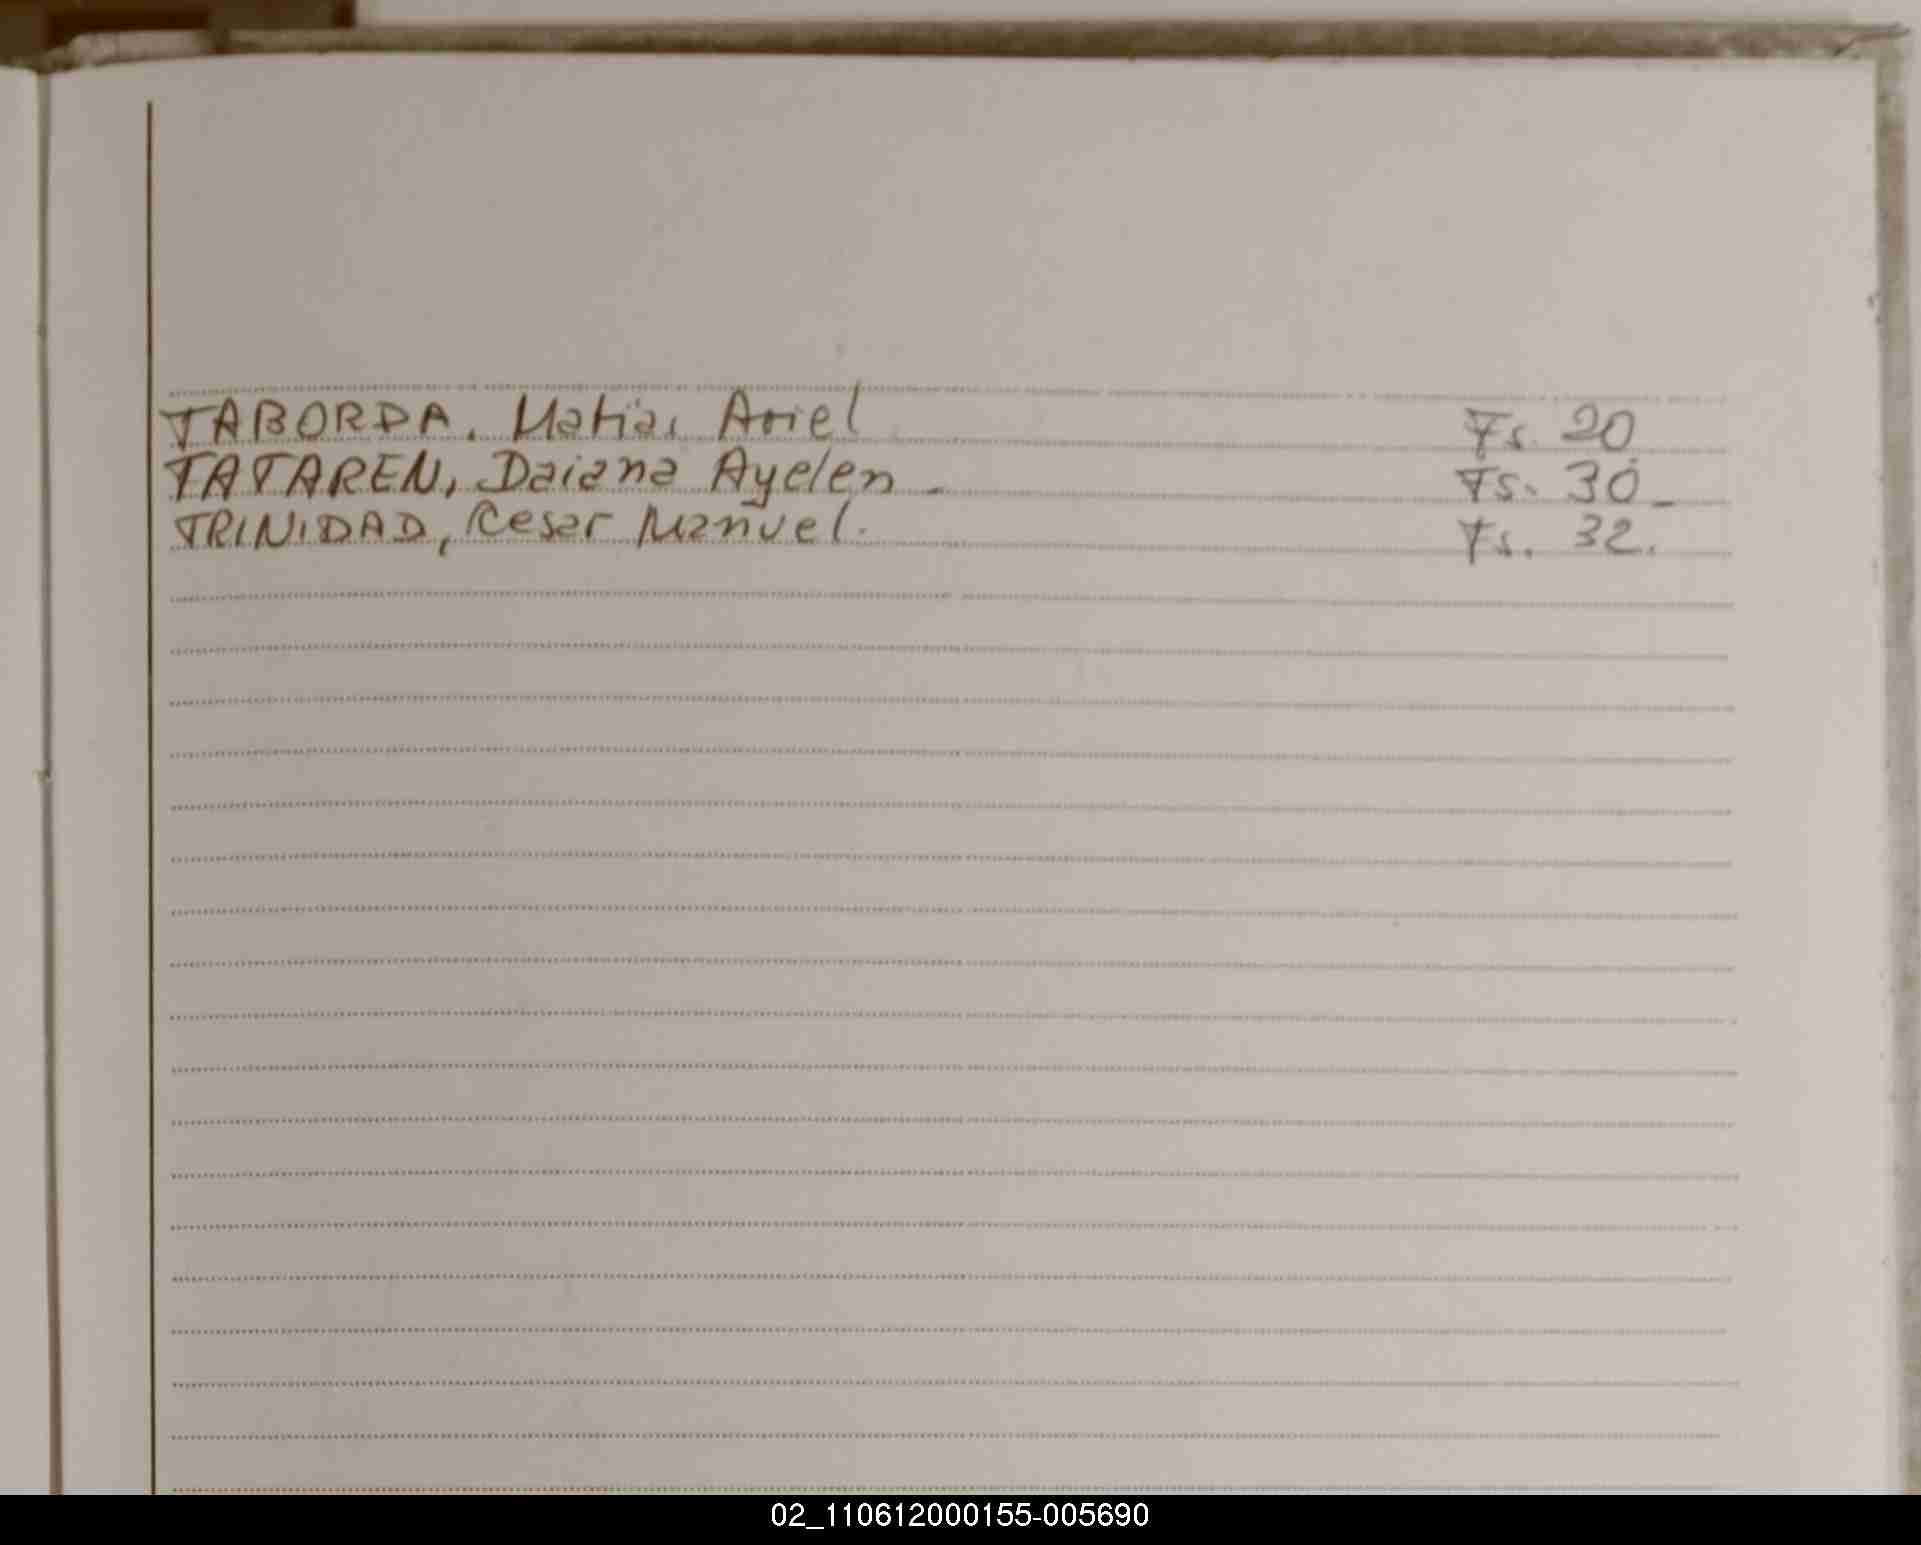 TABORDA. Matias Ariel Fs. 20
TATAREN, Daiana Ayelen - Fs. 30 -
TRINIDAD, Cesar Manuel. Fs. 32.
02_110612000155-005690